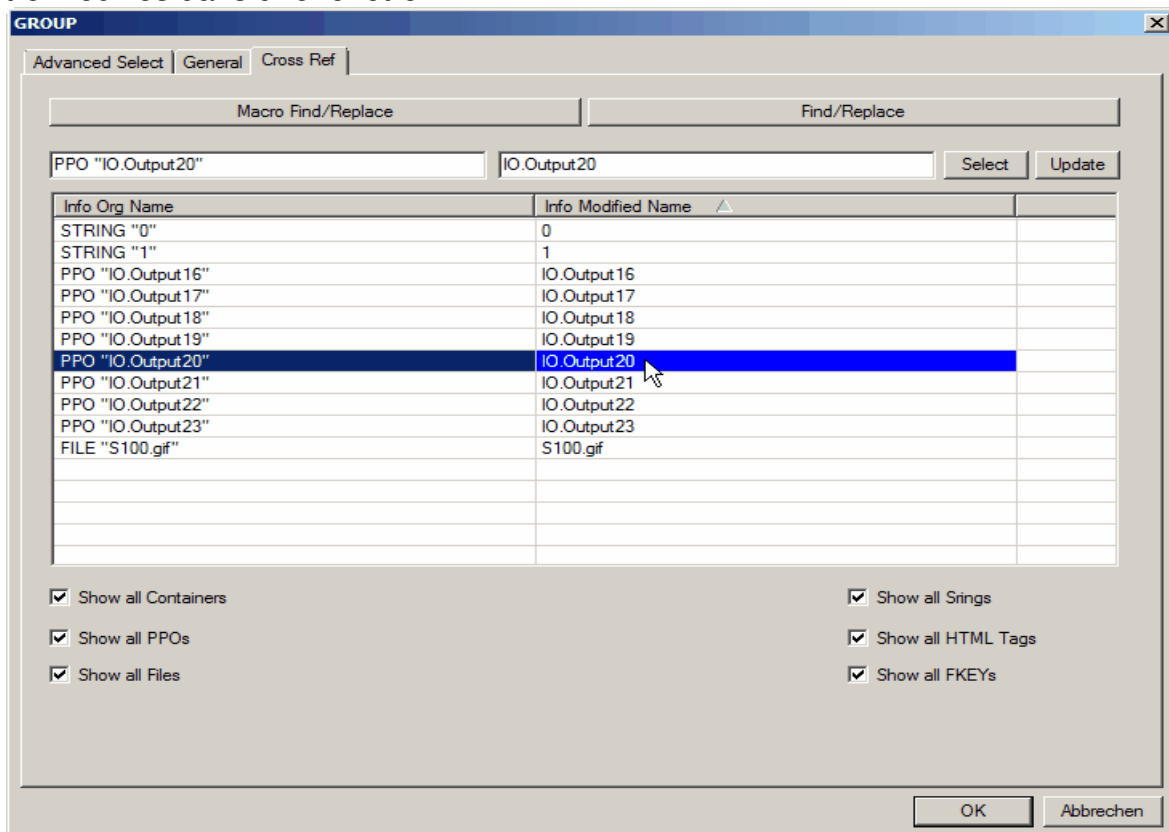 GROUP
Advanced Select General Cross Ref
Macro Find/Replace Find/Replace
PPO "IO.Output20" IO.Output20 Select Update
Info Org Name Info Modified Name
STRING "0" 0
STRING "1" 1
PPO "IO.Output16" IO.Output16
PPO "IO.Output17" IO.Output17
PPO "IO.Output18" IO.Output18
PPO "IO.Output19" IO.Output19
PPO "IO.Output20" IO.Output20
PPO "IO.Output21" IO.Output21
PPO "IO.Output22" IO.Output22
PPO "IO.Output23" IO.Output23
FILE "S100.gif" S100.gif
Show all Containers Show all Srings
Show all PPOs Show all HTML Tags
Show all Files Show all FKEYs
OK Abbrechen